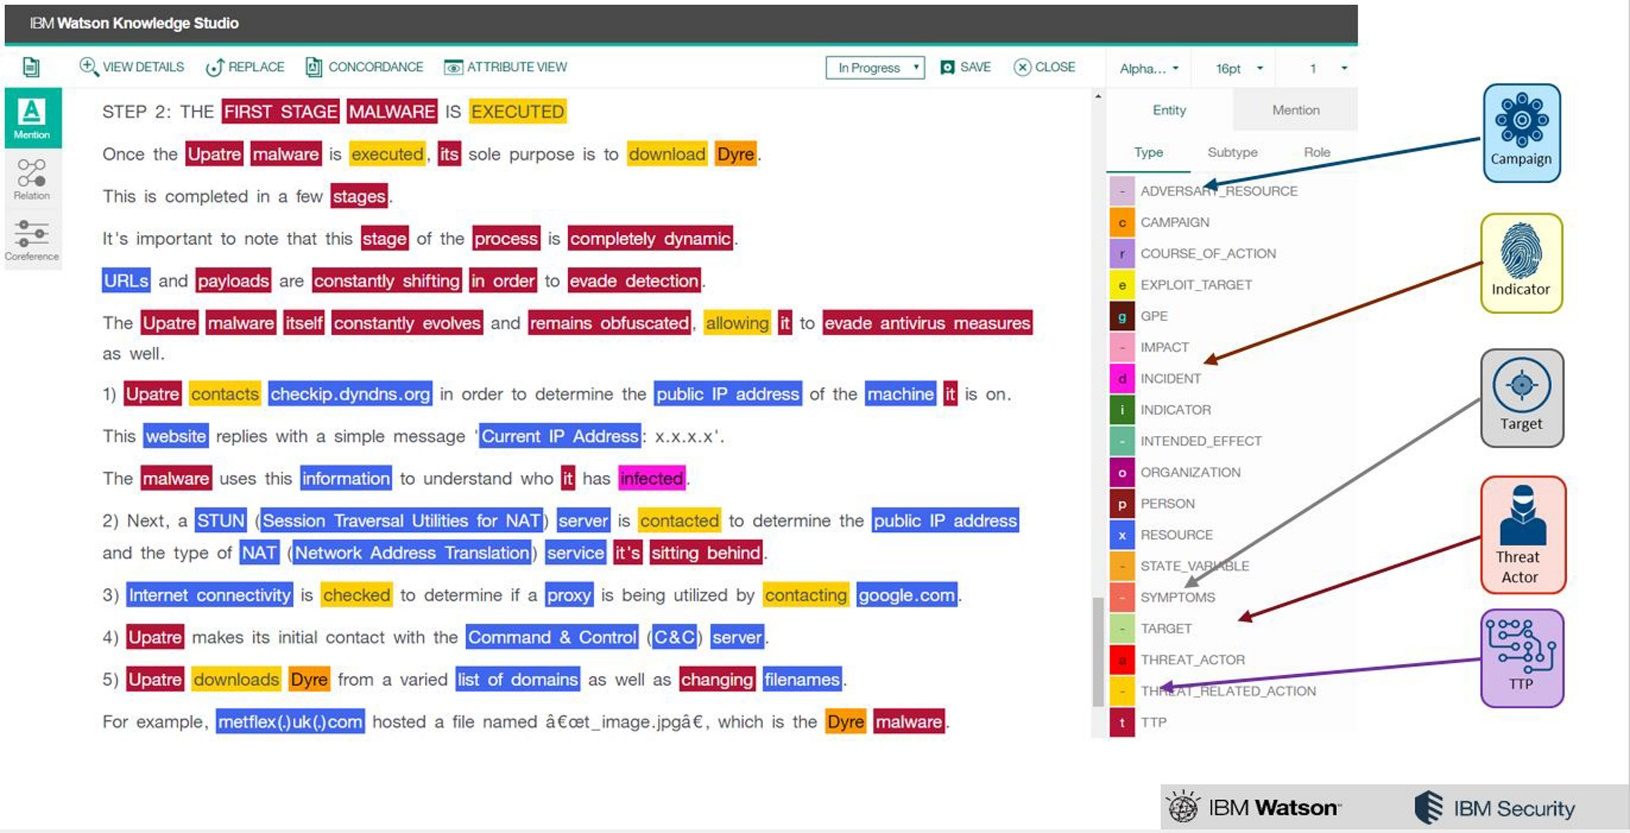 IBM Watson Knowledge Studio
VIEW DETAILS REPLACE CONCORDANCE ATTRIBUTE VIEW In Progress SAVE CLOSE Alpha... 16pt 1
A
Mention
Relation
Coreference
STEP 2: THE FIRST STAGE MALWARE IS EXECUTED
Once the Upatre malware is executed, its sole purpose is to download Dyre.
This is completed in a few stages.
It's important to note that this stage of the process is completely dynamic.
URLs and payloads are constantly shifting in order to evade detection.
The Upatre malware itself constantly evolves and remains obfuscated, allowing it to evade antivirus measures
as well.
1) Upatre contacts checkip.dyndns.org in order to determine the public IP address of the machine it is on.
This website replies with a simple message 'Current IP Address: x.x.x.x'.
The malware uses this information to understand who it has infected.
2) Next, a STUN (Session Traversal Utilities for NAT) server is contacted to determine the public IP address
and the type of NAT (Network Address Translation) service it's sitting behind.
3) Internet connectivity is checked to determine if a proxy is being utilized by contacting google.com.
4) Upatre makes its initial contact with the Command & Control (C&C) server.
5) Upatre downloads Dyre from a varied list of domains as well as changing filenames.
For example, metflex(.)uk(.)com hosted a file named â€œt_image.jpgâ€, which is the Dyre malware.
Entity Mention
Type Subtype Role
- ADVERSARY_RESOURCE
c CAMPAIGN
r COURSE_OF_ACTION
e EXPLOIT_TARGET
g GPE
- IMPACT
d INCIDENT
i INDICATOR
- INTENDED_EFFECT
o ORGANIZATION
p PERSON
x RESOURCE
- STATE_VARIABLE
- SYMPTOMS
- TARGET
a THREAT_ACTOR
- THREAT_RELATED_ACTION
t TTP
Campaign
Indicator
Target
Threat
Actor
TTP
IBM Watson™
IBM Security